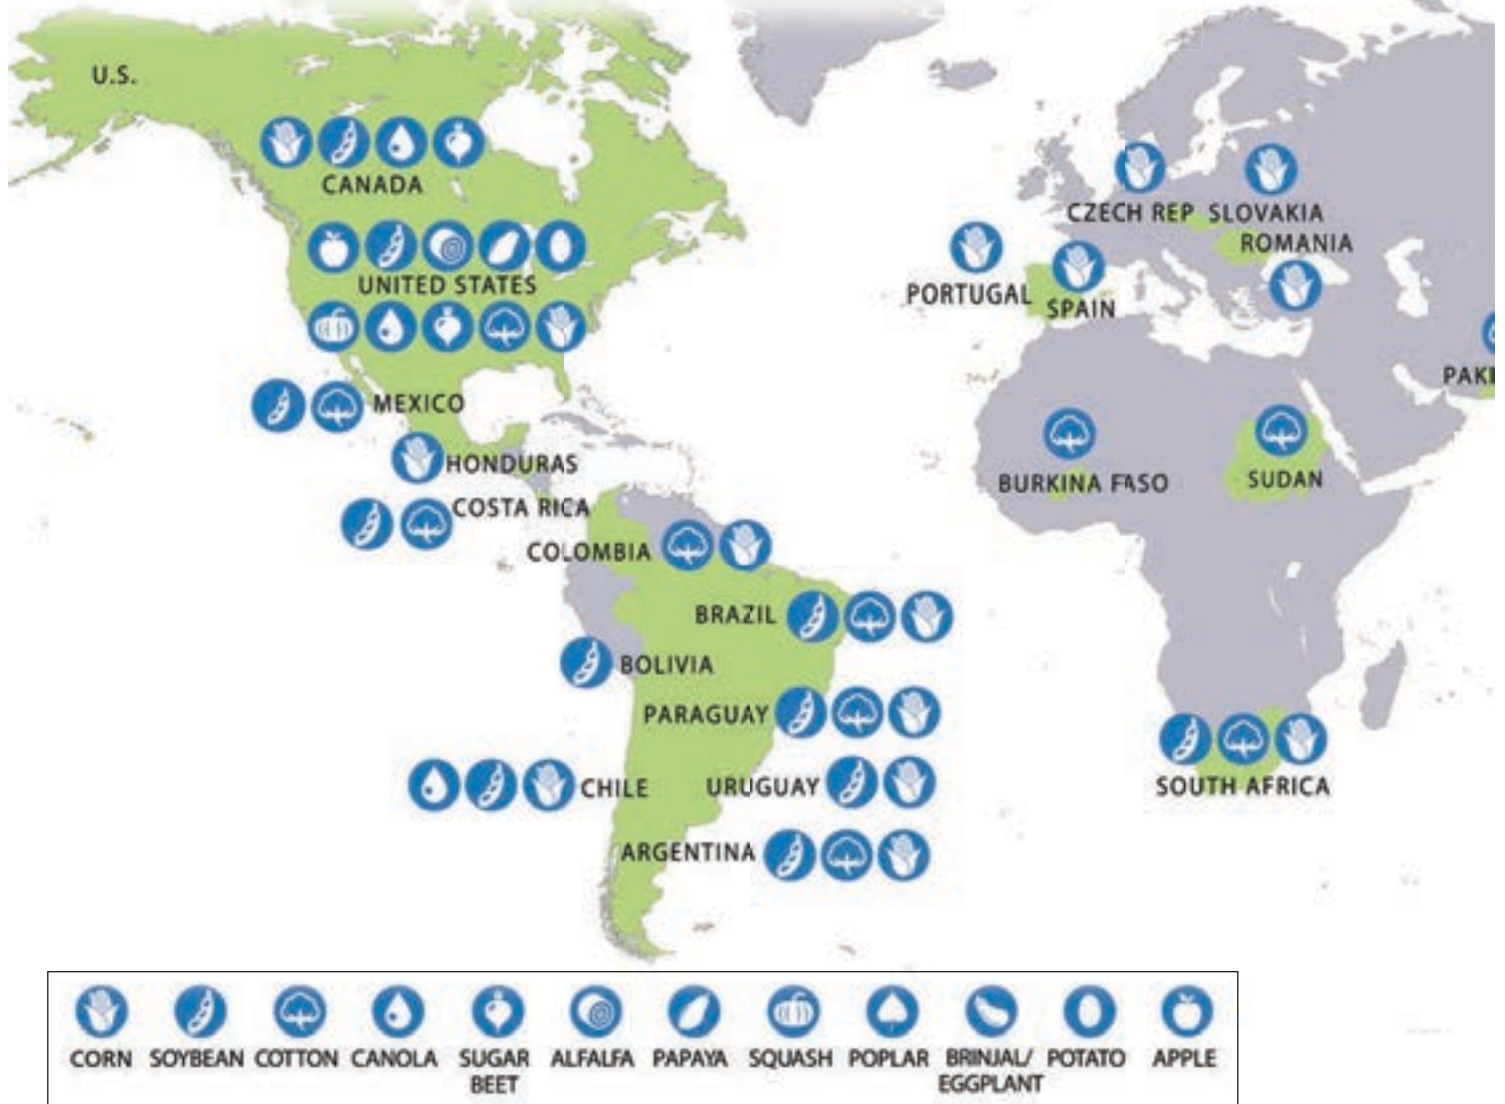 U.S.
CANADA
UNITED STATES
MEXICO
HONDURAS
COSTA RICA
COLOMBIA
BRAZIL
BOLIVIA
PARAGUAY
CHILE
URUGUAY
ARGENTINA
CZECH REP
SLOVAKIA
ROMANIA
PORTUGAL
SPAIN
PAKI
BURKINA FASO
SUDAN
SOUTH AFRICA
CORN
SOYBEAN
COTTON
CANOLA
SUGAR
BEET
ALFALFA
PAPAYA
SQUASH
POPLAR
BRINJAL/
EGGPLANT
POTATO
APPLE